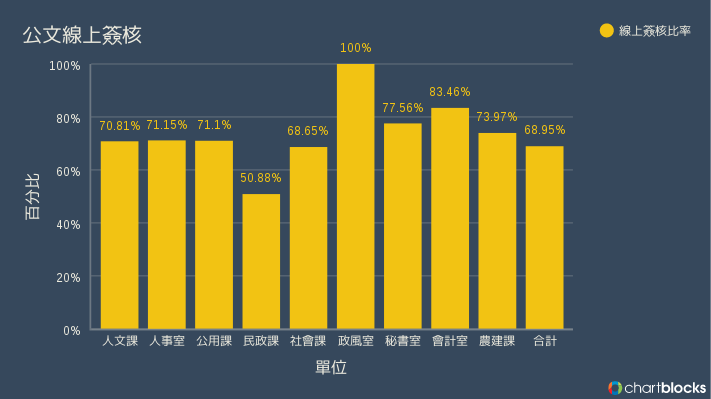 公文線上簽核
線上簽核比率
100%
100%
80%
60%
40%
20%
0%
百分比
70.81%
71.15%
71.1%
50.88%
68.65%
77.56%
83.46%
73.97%
68.95%
人文課 人事室 公用課 民政課 社會課 政風室 秘書室 會計室 農建課 合計
單位
chartblocks